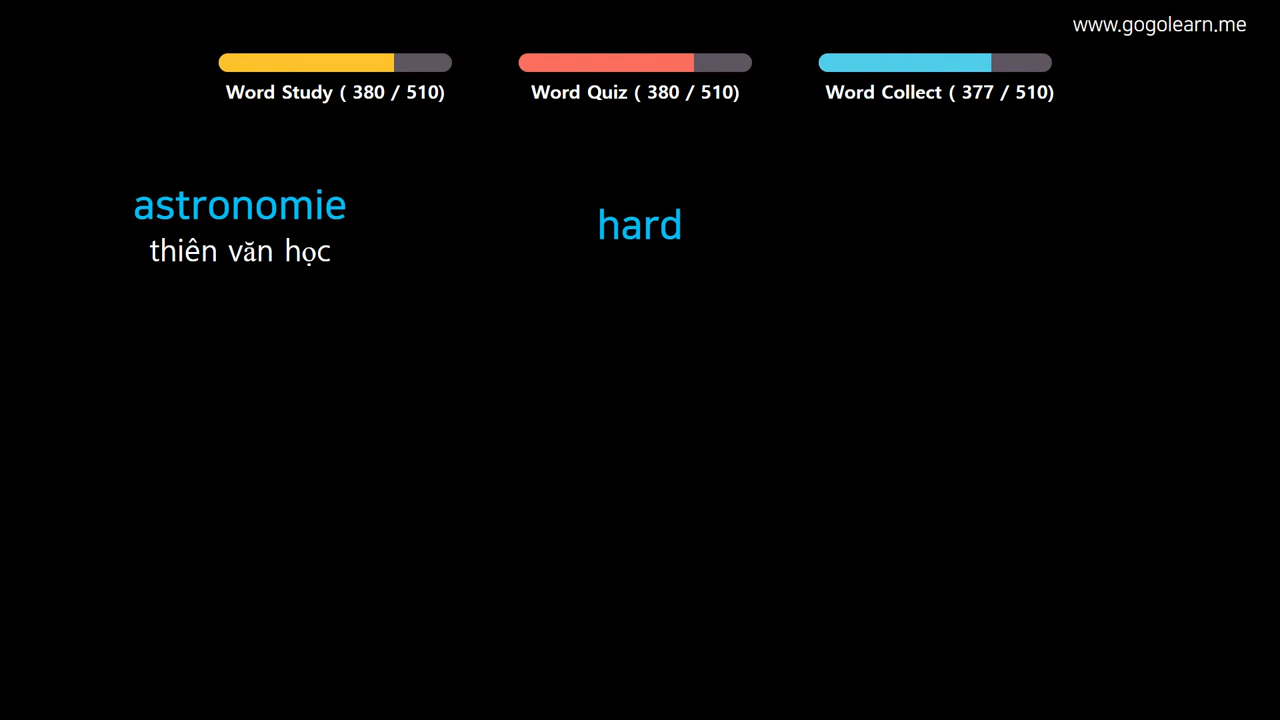 www.gogolearn.me
Word Study ( 380 / 510)
Word Quiz ( 380 / 510)
Word Collect ( 377 / 510)
astronomie
thiên văn học
hard